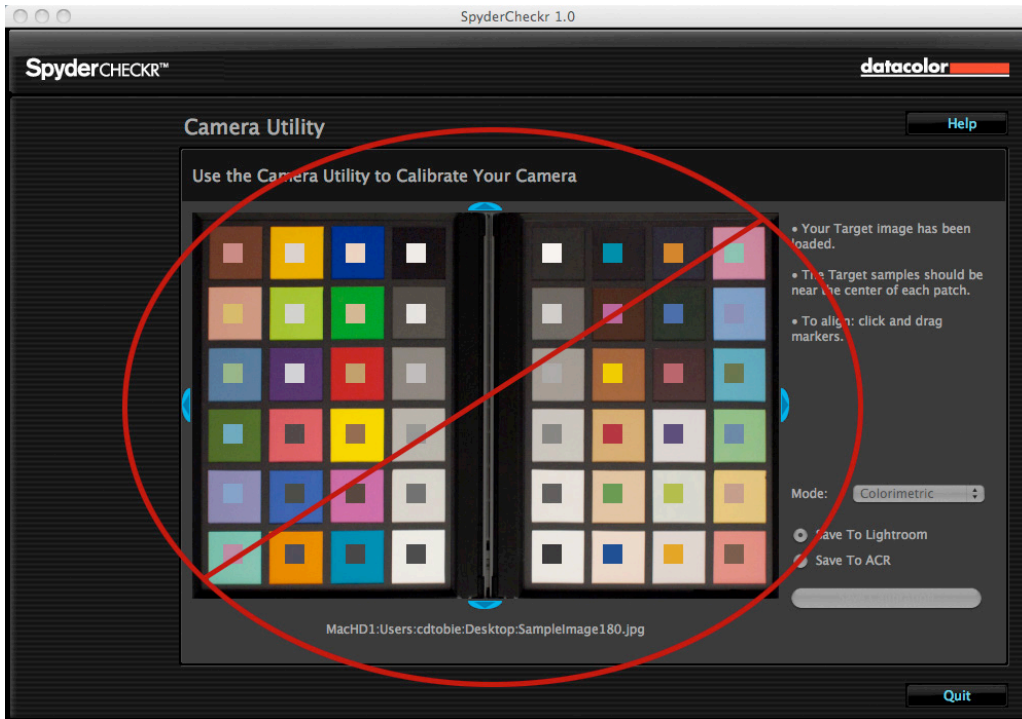 SpyderCheckr 1.0
SpyderCHECKR™
datacolor
Camera Utility
Help
Use the Camera Utility to Calibrate Your Camera
• Your Target image has been
loaded.
• The Target samples should be
near the center of each patch.
• To align: click and drag
markers.
Mode: Colorimetric
Save To Lightroom
Save To ACR
MacHD1:Users:cdtobie:Desktop:SampleImage180.jpg
Quit